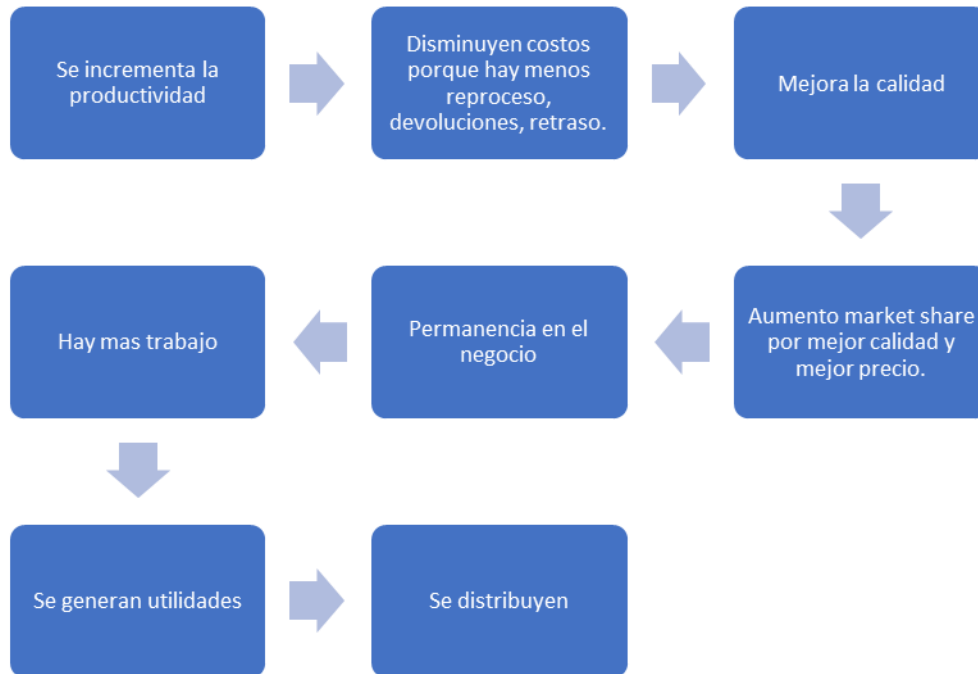 Se incrementa la
productividad
Disminuyen costos
porque hay menos
reproceso,
devoluciones, retraso.
Mejora la calidad
Aumento market share
por mejor calidad y
mejor precio.
Permanencia en el
negocio
Hay mas trabajo
Se generan utilidades
Se distribuyen